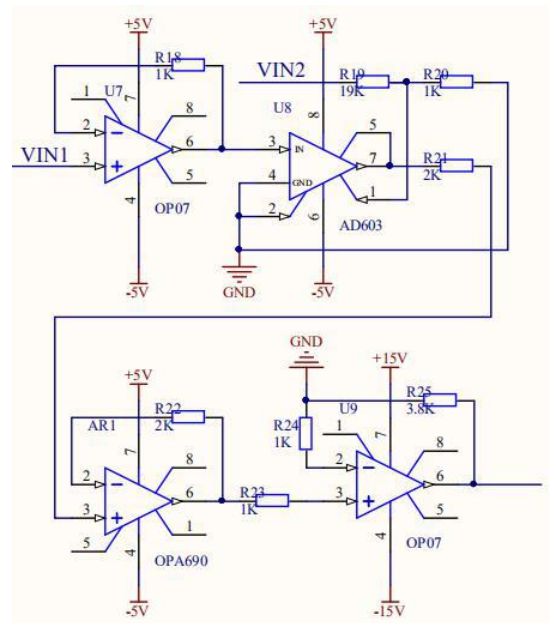 +5V
+5V
R18
1K
VIN2
R19
19K
R20
1K
U7
1
7
8
U8
8
5
2
6
3
IN
7
R21
2K
VIN1
3
4
GND
5
2
1
4
OP07
6
AD603
-5V
GND
-5V
GND
+5V
+15V
R22
2K
U9
R25
3.8K
AR1
R24
1K
1
7
8
7
8
2
6
2
6
3
R23
1K
3
1
5
5
4
OPA690
4
OP07
-5V
-15V